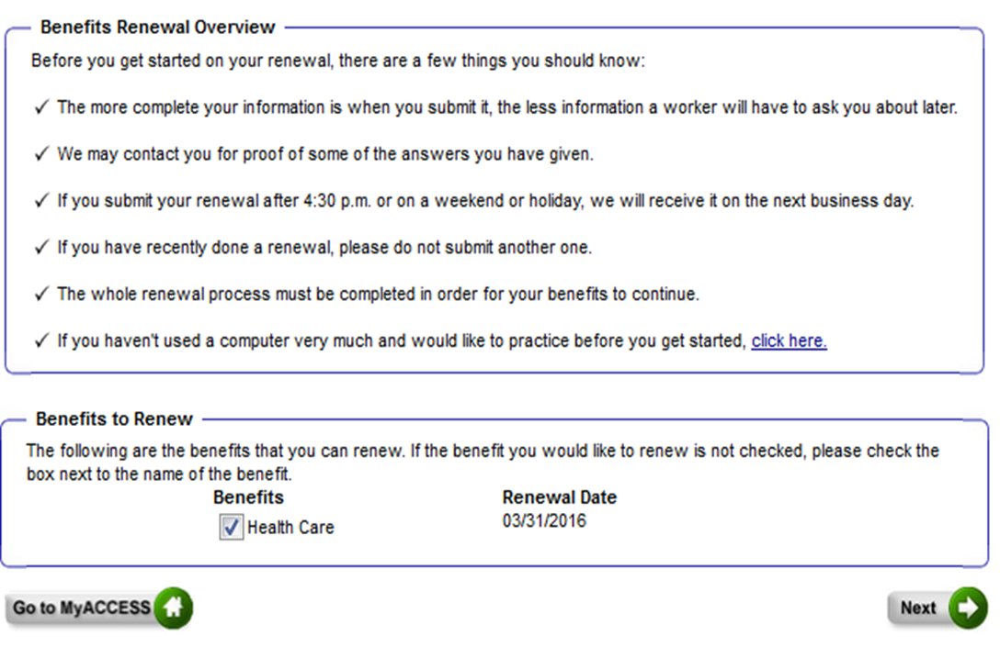 Benefits Renewal Overview
Before you get started on your renewal, there are a few things you should know:
The more complete your information is when you submit it, the less information a worker will have to ask you about later.
We may contact you for proof of some of the answers you have given.
If you submit your renewal after 4:30 p.m. or on a weekend or holiday, we will receive it on the next business day.
If you have recently done a renewal, please do not submit another one.
The whole renewal process must be completed in order for your benefits to continue.
If you haven't used a computer very much and would like to practice before you get started, click here.
Benefits to Renew
The following are the benefits that you can renew. If the benefit you would like to renew is not checked, please check the
box next to the name of the benefit.
Benefits Renewal Date
Health Care 03/31/2016
Go to MyACCESS Next